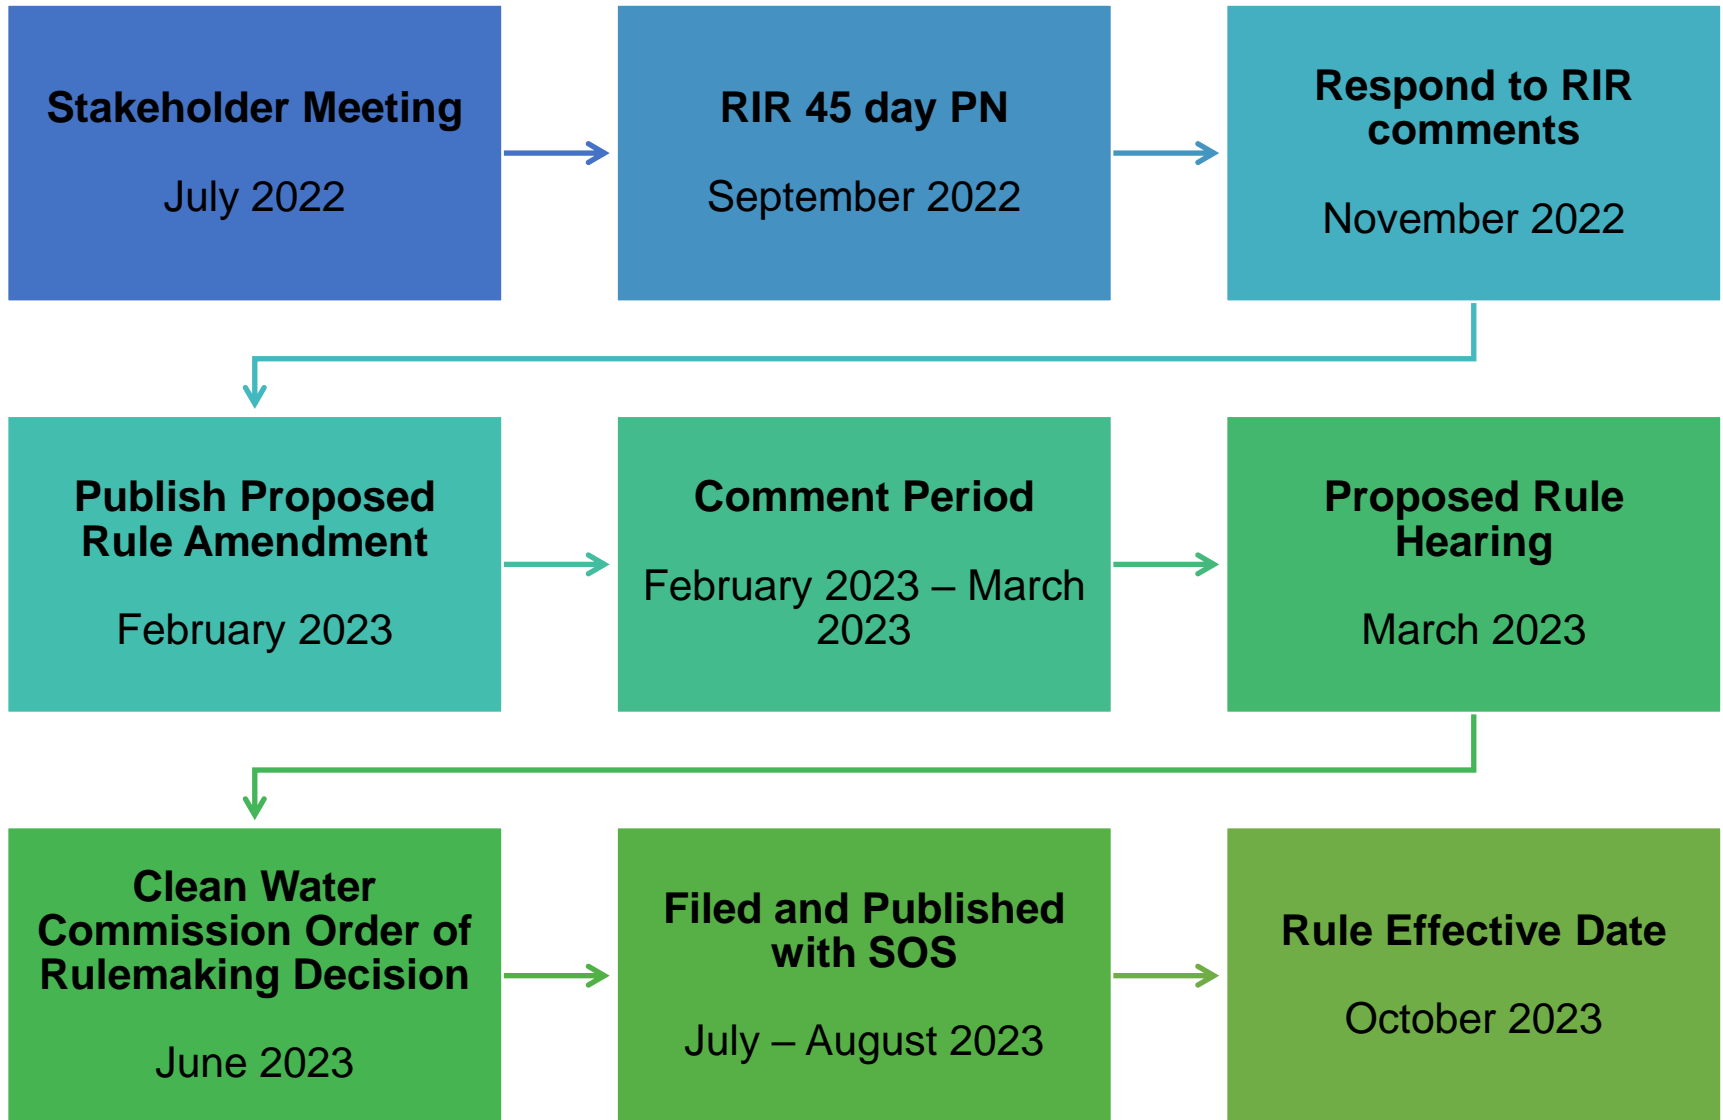 Stakeholder Meeting
July 2022
RIR 45 day PN
September 2022
Respond to RIR
comments
November 2022
Publish Proposed
Rule Amendment
February 2023
Comment Period
February 2023 – March
2023
Proposed Rule
Hearing
March 2023
Clean Water
Commission Order of
Rulemaking Decision
June 2023
Filed and Published
with SOS
July – August 2023
Rule Effective Date
October 2023